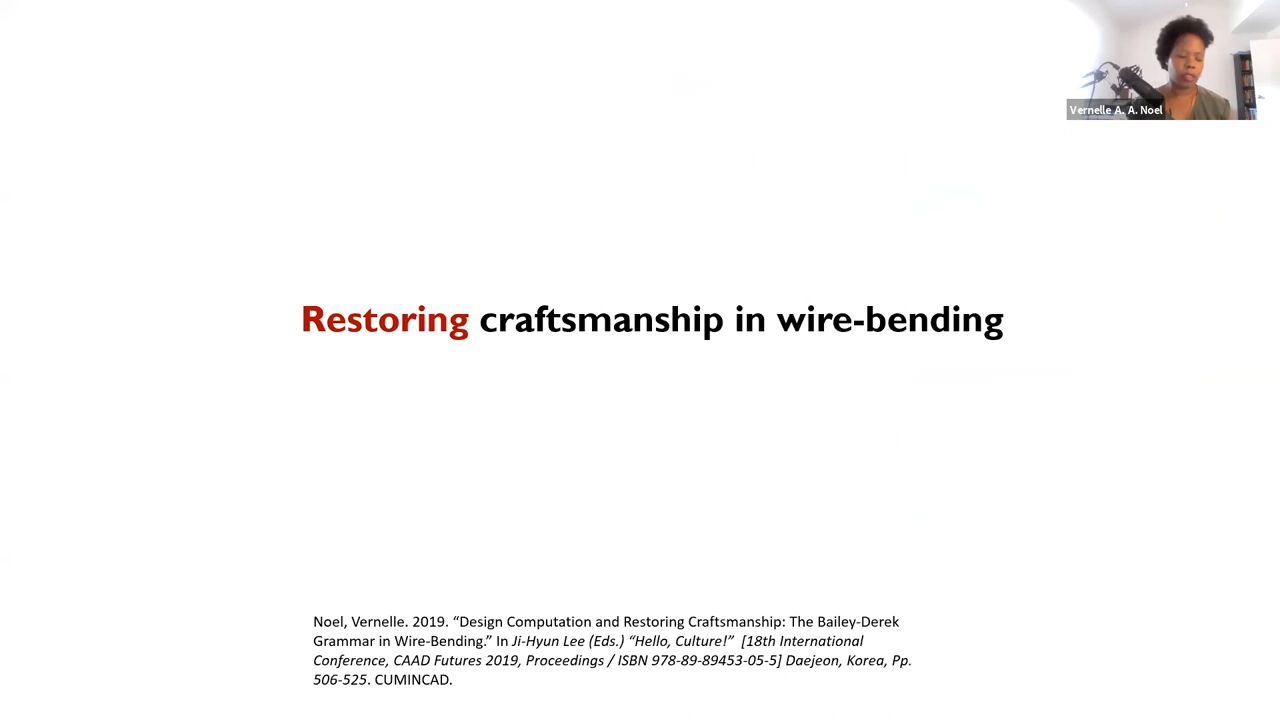 Vernelle A. A. Noel
Restoring craftsmanship in wire-bending
Noel, Vernelle. 2019. “Design Computation and Restoring Craftsmanship: The Bailey-Derek
Grammar in Wire-Bending.” In Ji-Hyun Lee (Eds.) “Hello, Culture!” [18th International
Conference, CAAD Futures 2019, Proceedings / ISBN 978-89-89453-05-5] Daejeon, Korea, Pp.
506-525. CUMINCAD.